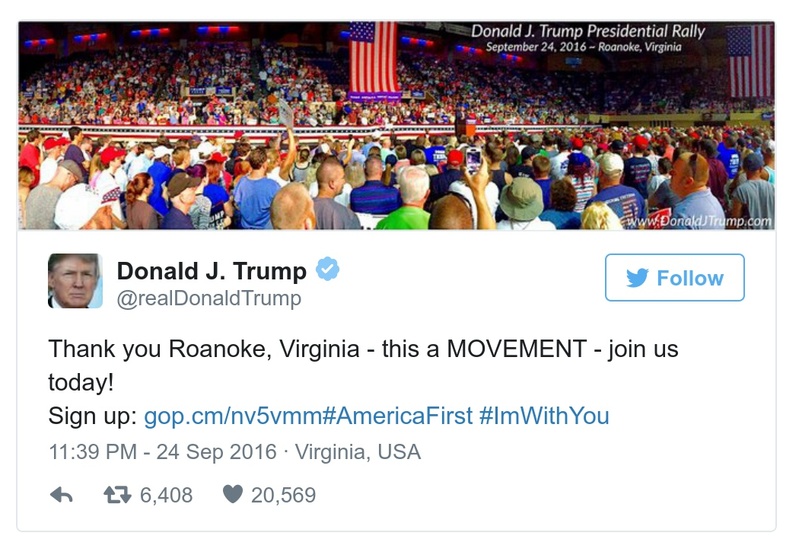 Donald J. Trump Presidential Rally
September 24, 2016 ~ Roanoke, Virginia
www.DonaldJTrump.com
Donald J. Trump
@realDonaldTrump
Follow
Thank you Roanoke, Virginia - this a MOVEMENT - join us
today!
Sign up: gop.cm/nv5vmm#AmericaFirst #ImWithYou
11:39 PM - 24 Sep 2016 · Virginia, USA
6,408 20,569